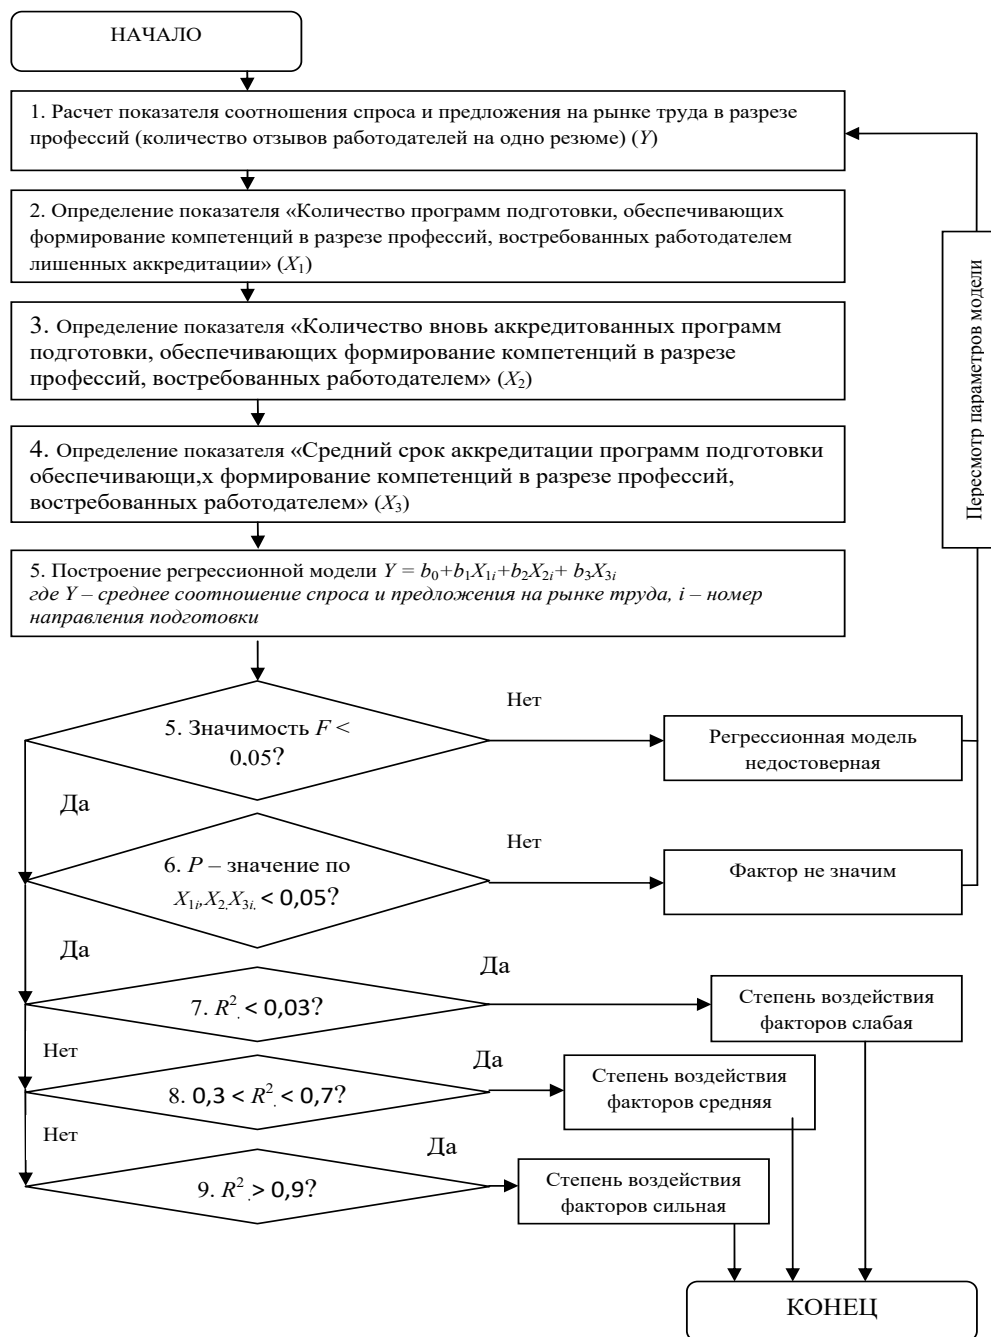 НАЧАЛО
1. Расчет показателя соотношения спроса и предложения на рынке труда в разрезе
профессий (количество отзывов работодателей на одно резюме) (Y)
2. Определение показателя «Количество программ подготовки, обеспечивающих
формирование компетенций в разрезе профессий, востребованных работодателем
лишенных аккредитации» (X₁)
3. Определение показателя «Количество вновь аккредитованных программ
подготовки, обеспечивающих формирование компетенций в разрезе
профессий, востребованных работодателем» (X₂)
4. Определение показателя «Средний срок аккредитации программ подготовки
обеспечивающи,х формирование компетенций в разрезе профессий,
востребованных работодателем» (X₃)
Пересмотр параметров модели
5. Построение регрессионной модели Y = b₀+b₁X₁ᵢ+b₂X₂ᵢ+ b₃X₃ᵢ
где Y – среднее соотношение спроса и предложения на рынке труда, i – номер
направления подготовки
5. Значимость F <
0,05?
Нет
Регрессионная модель
недостоверная
Да
6. P – значение по
X₁ᵢ,X₂,X₃ᵢ, < 0,05?
Нет
Фактор не значим
Да
7. R². < 0,03?
Да
Степень воздействия
факторов слабая
Нет
8. 0,3 < R². < 0,7?
Да
Степень воздействия
факторов средняя
Нет
9. R². > 0,9?
Да
Степень воздействия
факторов сильная
КОНЕЦ